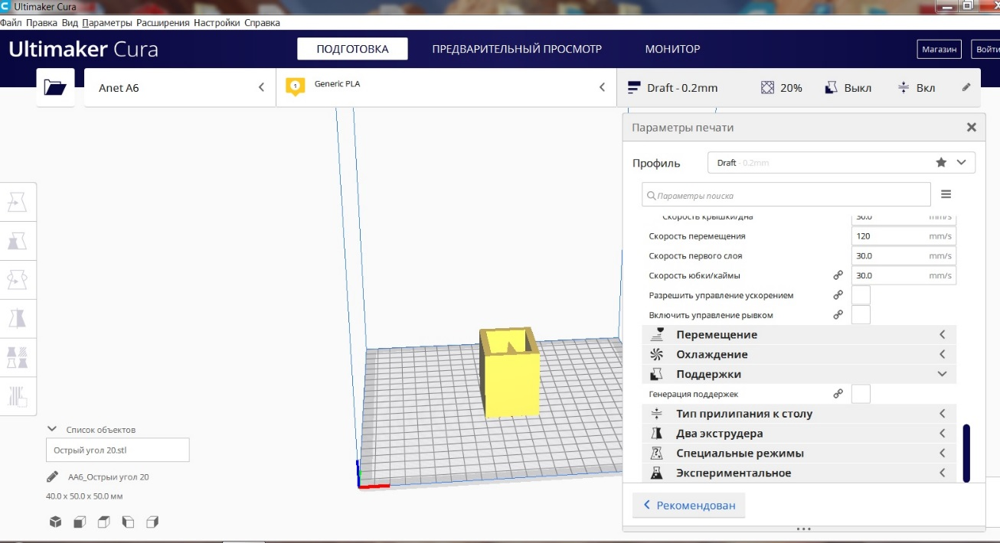 Ultimaker Cura
Файл Правка Вид Параметры Расширения Настройки Справка
Ultimaker Cura
ПОДГОТОВКА
ПРЕДВАРИТЕЛЬНЫЙ ПРОСМОТР
МОНИТОР
Магазин
Войти
Anet A6
1
Generic PLA
Draft - 0.2mm
20%
Выкл
Вкл
Параметры печати
Профиль
Draft - 0.2mm
Параметры поиска
Скорость крышки/дна 30.0 mm/s
Скорость перемещения 120 mm/s
Скорость первого слоя 30.0 mm/s
Скорость юбки/каймы 30.0 mm/s
Разрешить управление ускорением
Включить управление рывком
Перемещение
Охлаждение
Поддержки
Генерация поддержек
Тип прилипания к столу
Два экструдера
Специальные режимы
Экспериментальное
Рекомендован
Список объектов
Острый угол 20.stl
AA6_Острыи угол 20
40.0 x 50.0 x 50.0 мм